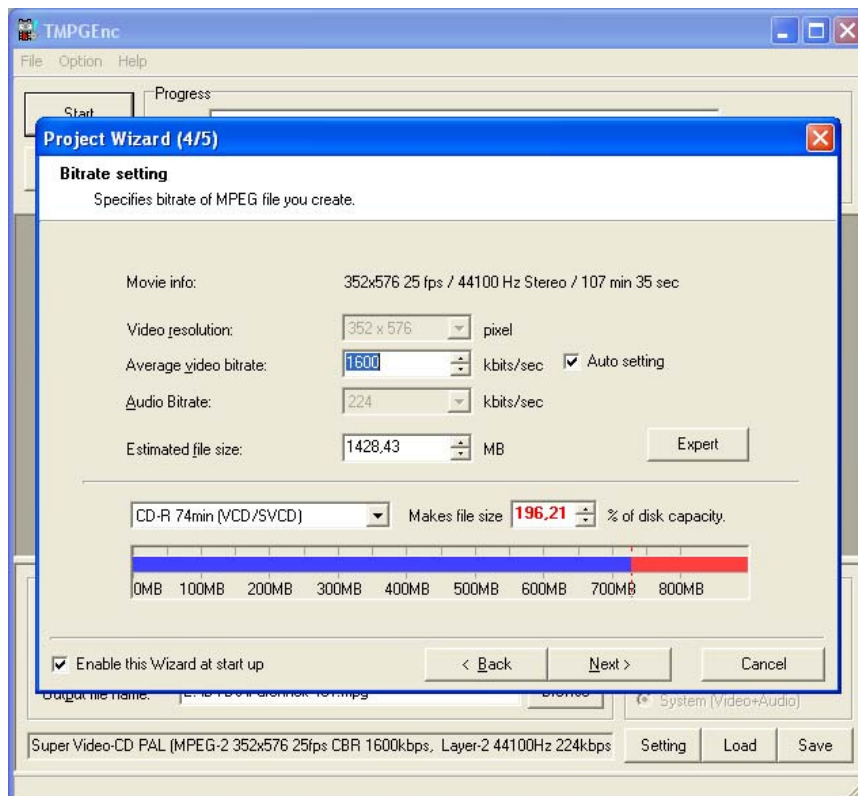 TMPGEnc
File Option Help
Progress
Start
Project Wizard (4/5)
Bitrate setting
Specifies bitrate of MPEG file you create.
Movie info: 352x576 25 fps / 44100 Hz Stereo / 107 min 35 sec
Video resolution: 352 x 576 pixel
Average video bitrate: 1600 kbits/sec Auto setting
Audio Bitrate: 224 kbits/sec
Estimated file size: 1428,43 MB Expert
CD-R 74min (VCD/SVCD) Makes file size 196,21 % of disk capacity.
0MB 100MB 200MB 300MB 400MB 500MB 600MB 700MB 800MB
Enable this Wizard at start up < Back Next > Cancel
Output file name: Browse System (Video+Audio)
Super Video-CD PAL (MPEG-2 352x576 25fps CBR 1600kbps, Layer-2 44100Hz 224kbps Setting Load Save